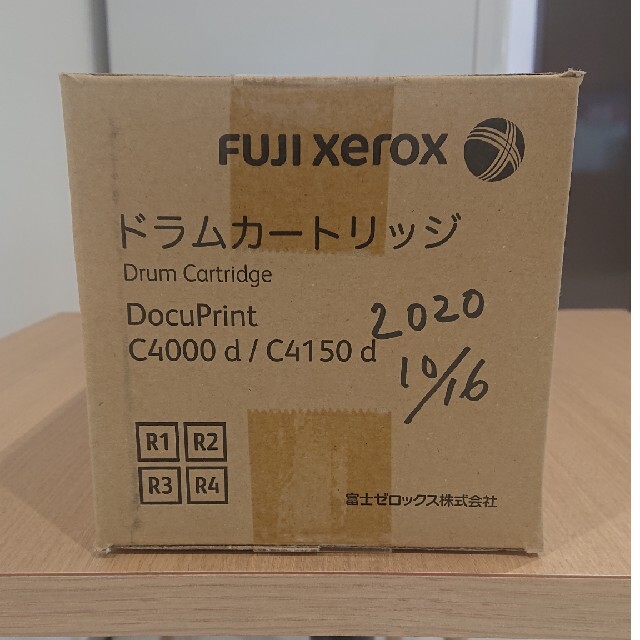 FUJI xerox
ドラムカートリッジ
Drum Cartridge
DocuPrint
C4000 d / C4150 d
2020
10/16
R1 R2
R3 R4
富士ゼロックス株式会社